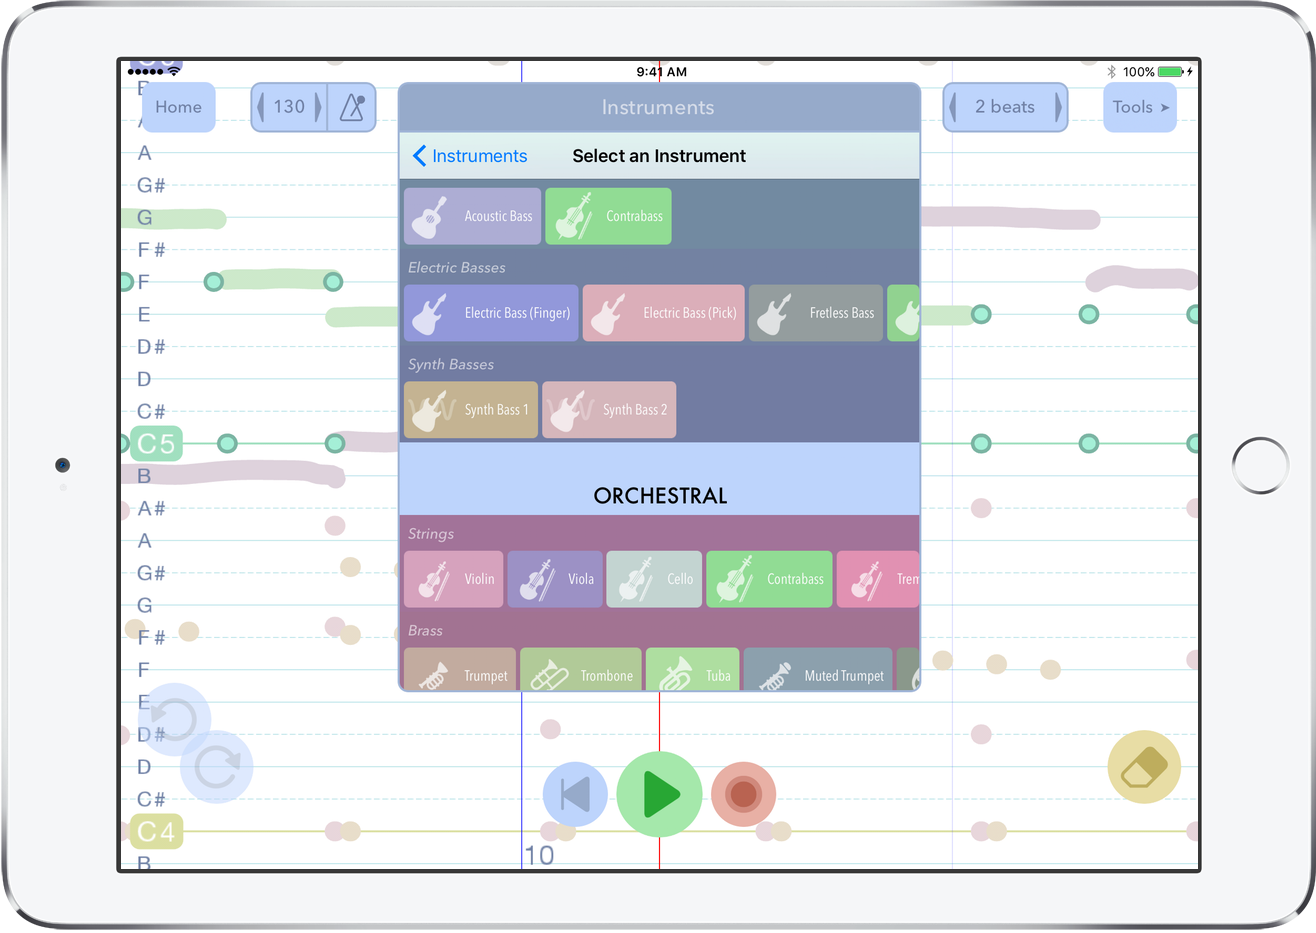 9:41 AM
100%
Home
130
Instruments
2 beats
Tools
Instruments
Select an Instrument
A
G#
G
F#
F
E
D#
D
C#
C5
B
A#
A
G#
G
F#
F
E
D#
D
C#
C4
B
Acoustic Bass
Contrabass
Electric Basses
Electric Bass (Finger)
Electric Bass (Pick)
Fretless Bass
Synth Basses
Synth Bass 1
Synth Bass 2
ORCHESTRAL
Strings
Violin
Viola
Cello
Contrabass
Trem
Brass
Trumpet
Trombone
Tuba
Muted Trumpet
10